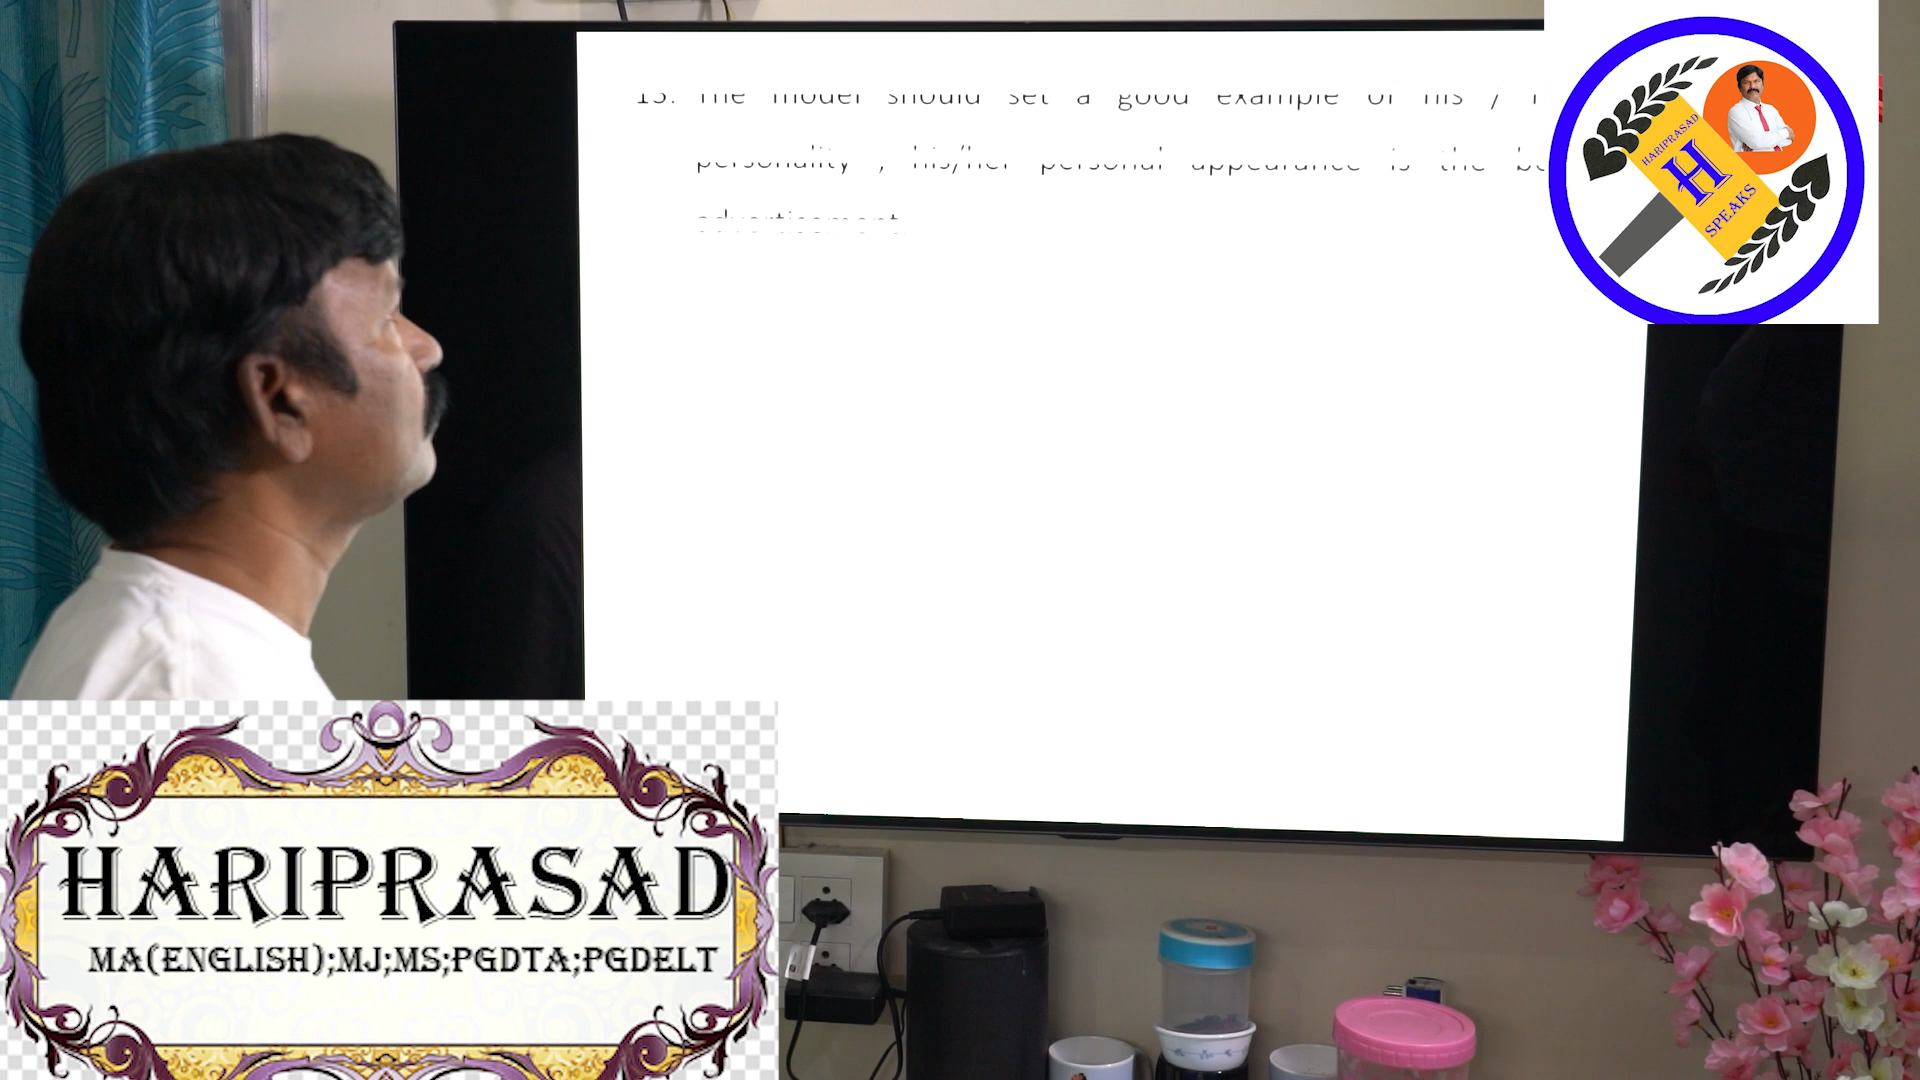 13. The model should set a good example of his /
personality , his/her personal appearance is the
advertisement.
HARIPRASAD
H
SPEAKS
HARIPRASAD
MA(ENGLISH);MJ;MS;PGDTA;PGDELT